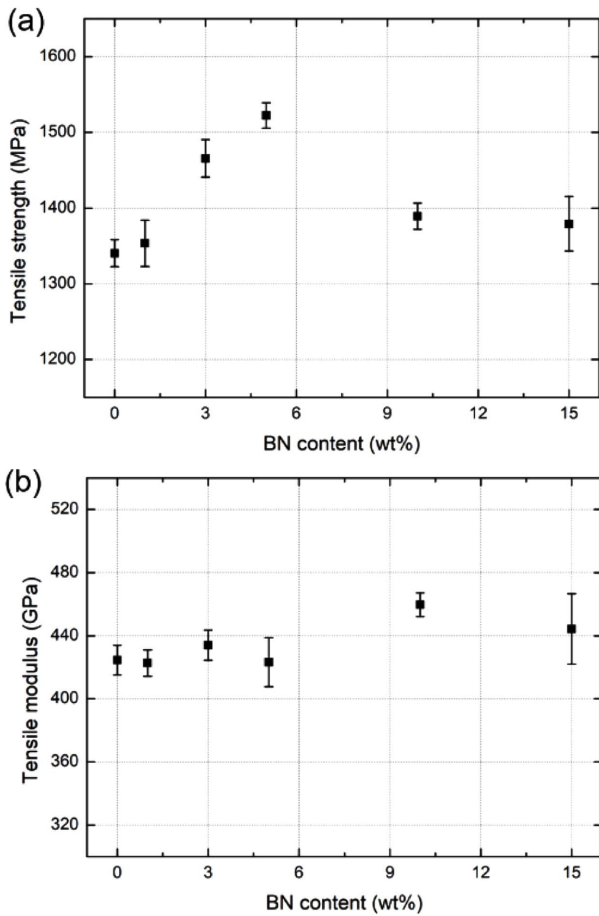 (a)
1600
1500
1400
1300
1200
Tensile strength (MPa)
0 3 6 9 12 15
BN content (wt%)
(b)
520
480
440
400
360
320
Tensile modulus (GPa)
0 3 6 9 12 15
BN content (wt%)